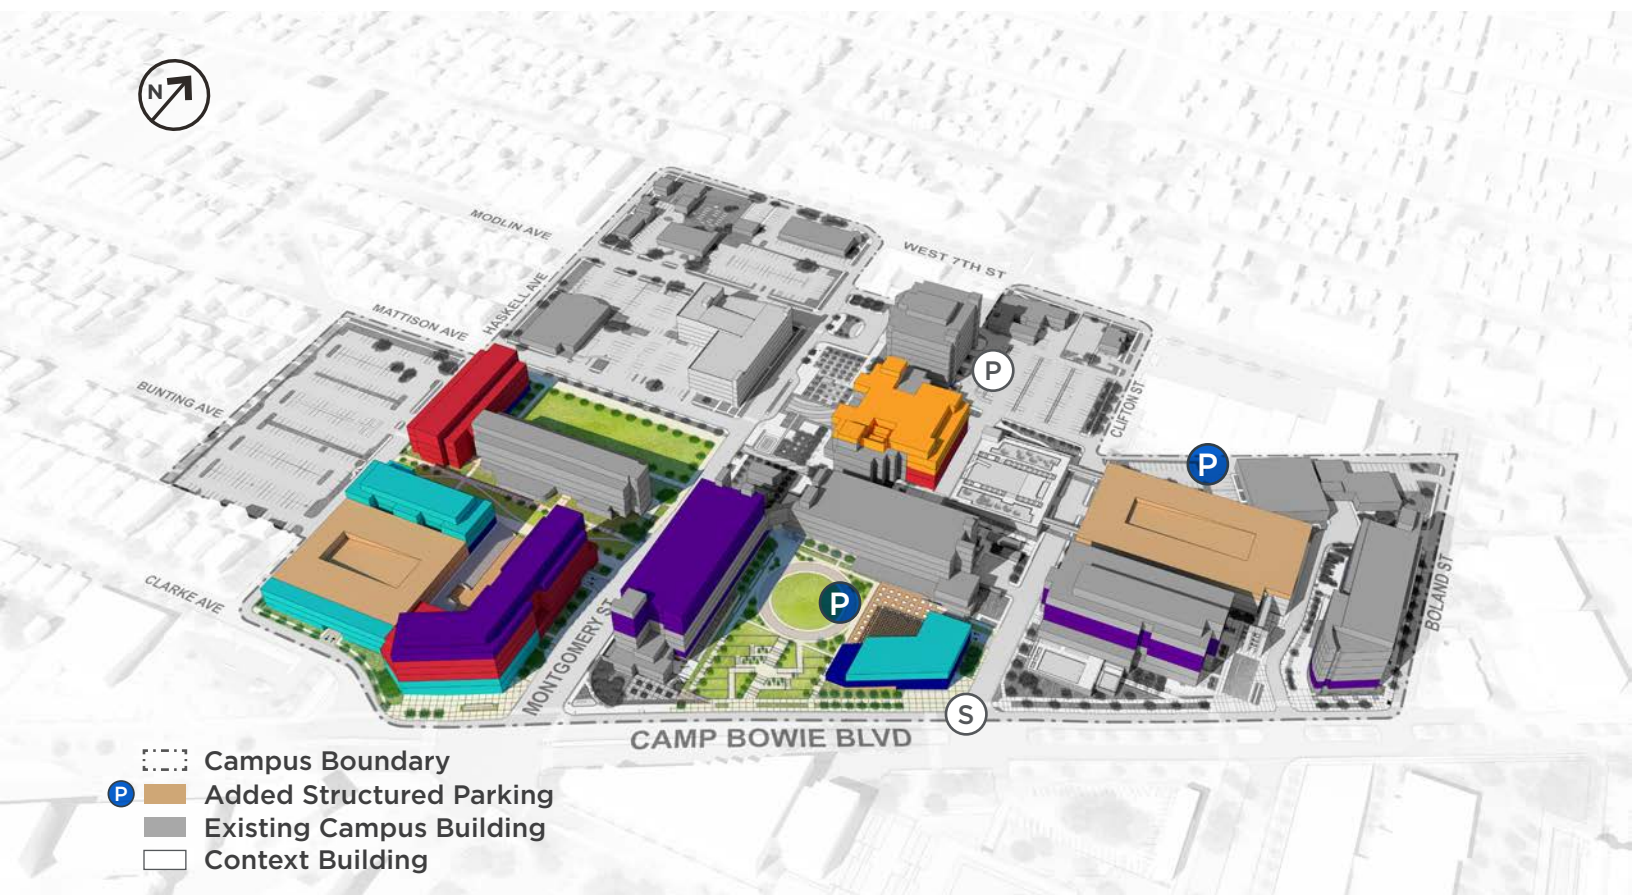 N
MODLIN AVE
WEST 7TH ST
HASKELL AVE
MATTISON AVE
P
BUNTING AVE
CLIFTON ST
P
CLARKE AVE
P
BOLAND ST
MONTGOMERY ST
S
CAMP BOWIE BLVD
Campus Boundary
P Added Structured Parking
Existing Campus Building
Context Building